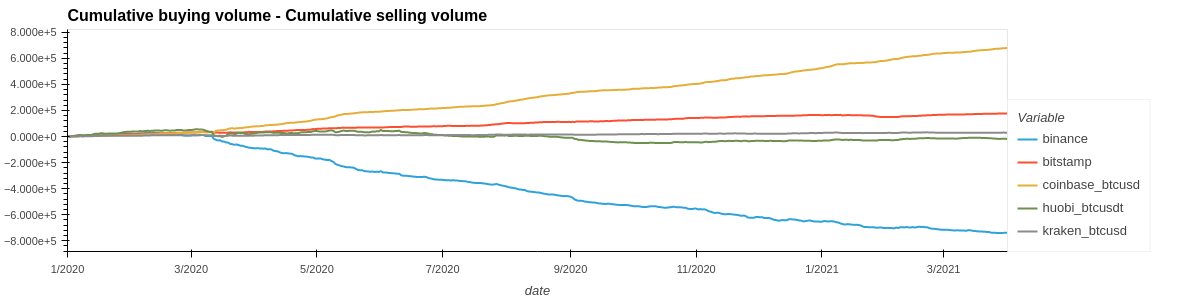 Cumulative buying volume - Cumulative selling volume
8.000e+5
6.000e+5
4.000e+5
2.000e+5
0.000e+0
−2.000e+5
−4.000e+5
−6.000e+5
−8.000e+5
1/2020 3/2020 5/2020 7/2020 9/2020 11/2020 1/2021 3/2021
date
Variable
binance
bitstamp
coinbase_btcusd
huobi_btcusdt
kraken_btcusd